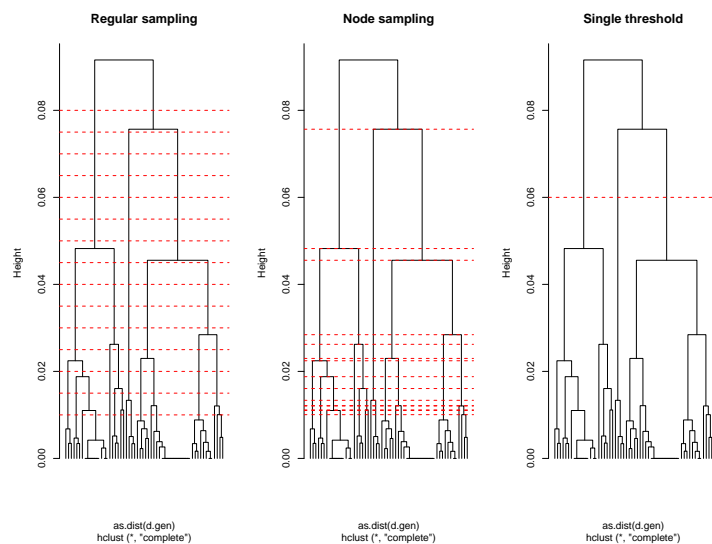 Regular sampling
Height
0.00
0.02
0.04
0.06
0.08
as.dist(d.gen)
hclust (*, "complete")
Node sampling
Height
0.00
0.02
0.04
0.06
0.08
as.dist(d.gen)
hclust (*, "complete")
Single threshold
Height
0.00
0.02
0.04
0.06
0.08
as.dist(d.gen)
hclust (*, "complete")